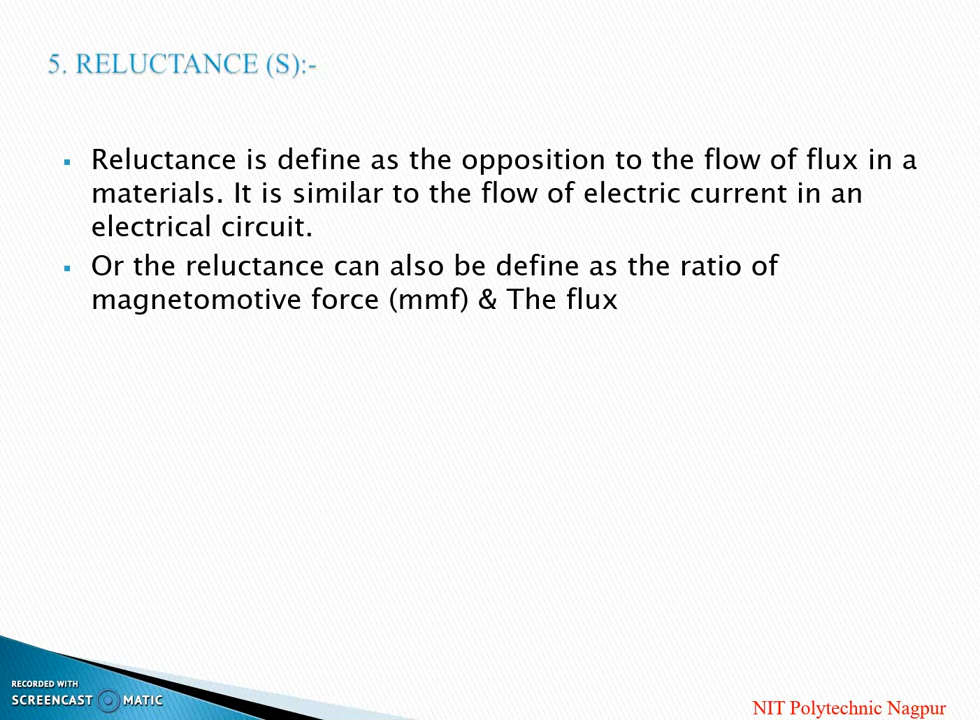 5. RELUCTANCE (S):-
▪ Reluctance is define as the opposition to the flow of flux in a
materials. It is similar to the flow of electric current in an
electrical circuit.
▪ Or the reluctance can also be define as the ratio of
magnetomotive force (mmf) & The flux
RECORDED WITH
SCREENCAST MATIC
NIT Polytechnic Nagpur